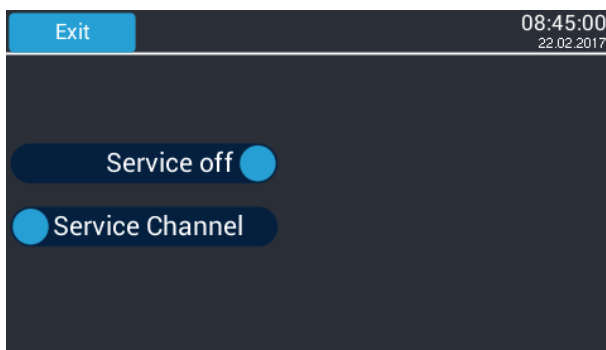 Exit
08:45:00
22.02.2017
Service off
Service Channel